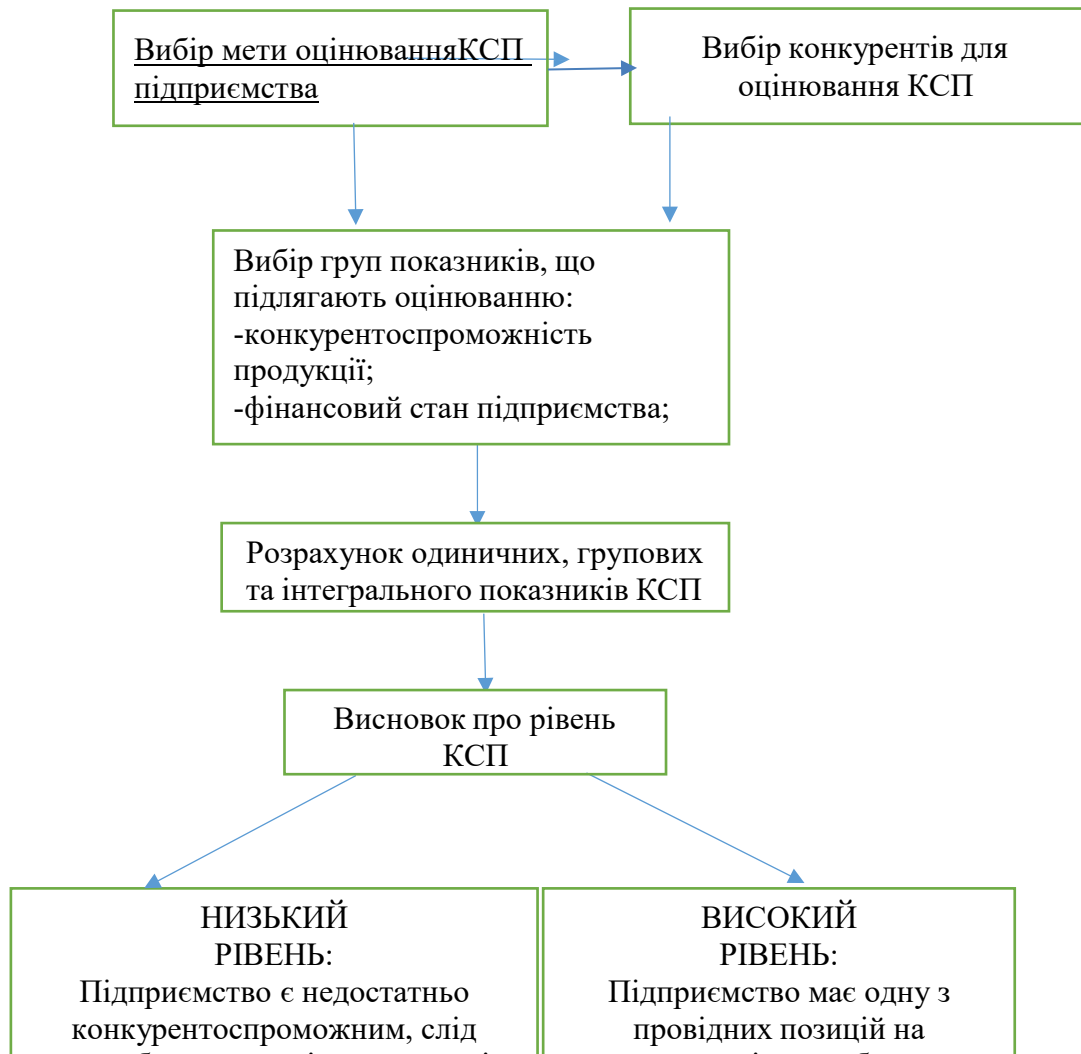 Вибір мети оцінюванняКСП
підприємства
Вибір конкурентів для
оцінювання КСП
Вибір груп показників, що
підлягають оцінюванню:
-конкурентоспроможність
продукції;
-фінансовий стан підприємства;
Розрахунок одиничних, групових
та інтегрального показників КСП
Висновок про рівень
КСП
НИЗЬКИЙ
РІВЕНЬ:
Підприємство є недостатньо
конкурентоспроможним, слід
ВИСОКИЙ
РІВЕНЬ:
Підприємство має одну з
провідних позицій на